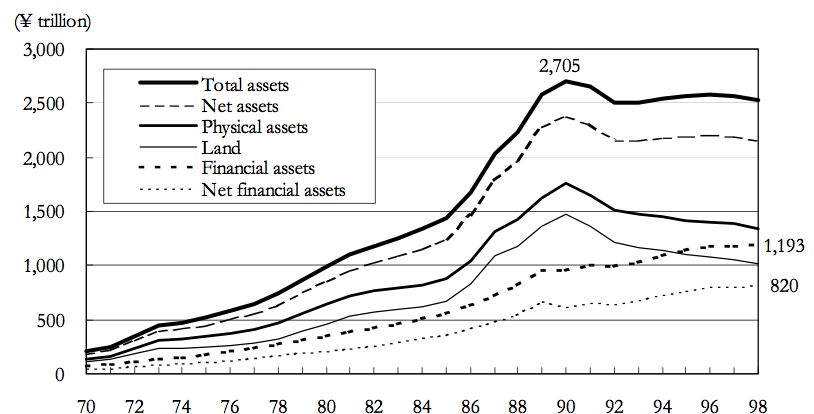 (¥ trillion)
3,000
2,500
2,000
1,500
1,000
500
0
2,705
Total assets
Net assets
Physical assets
Land
Financial assets
Net financial assets
1,193
820
70 72 74 76 78 80 82 84 86 88 90 92 94 96 98